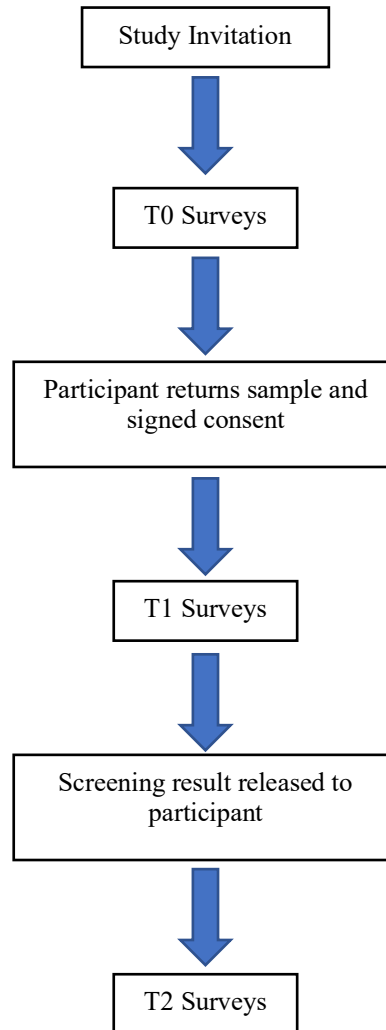 Study Invitation
T0 Surveys
Participant returns sample and
signed consent
T1 Surveys
Screening result released to
participant
T2 Surveys